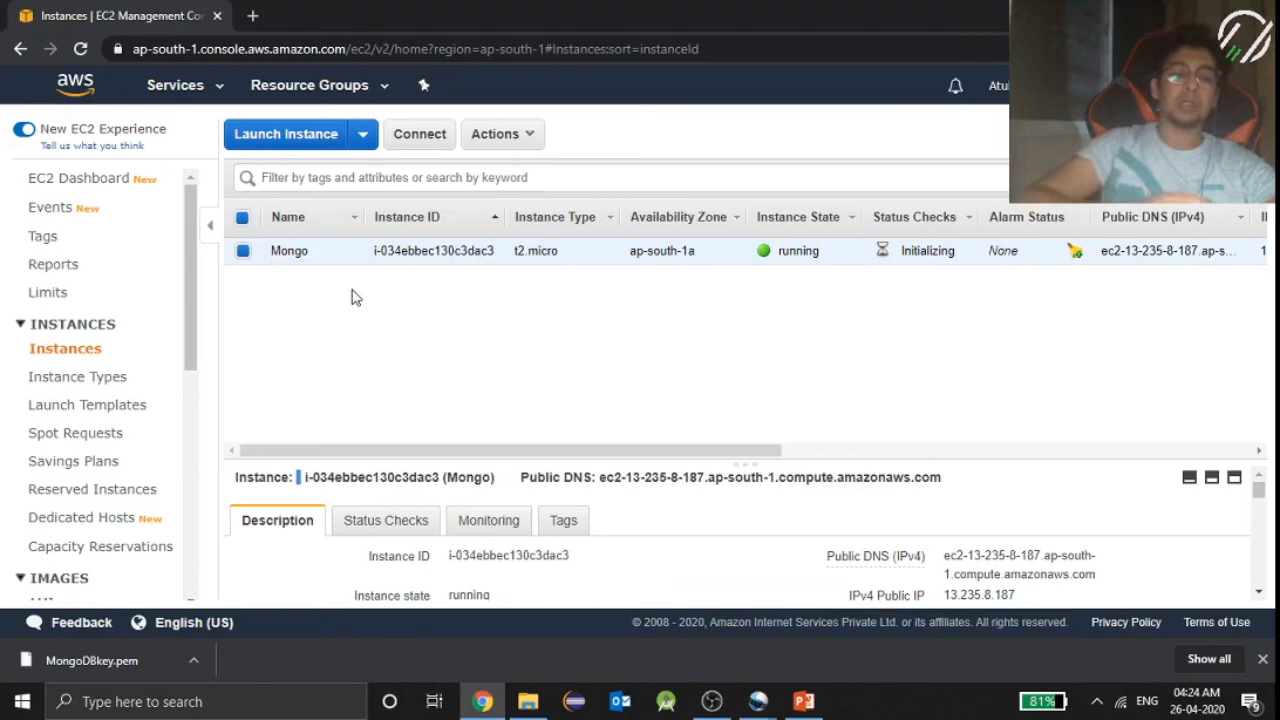 Instances | EC2 Management Co
ap-south-1.console.aws.amazon.com/ec2/v2/home?region=ap-south-1#Instances:sort=instanceId
aws
Services
Resource Groups
Atul
New EC2 Experience
Tell us what you think
Launch Instance
Connect
Actions
EC2 Dashboard New
Events New
Tags
Reports
Limits
INSTANCES
Instances
Instance Types
Launch Templates
Spot Requests
Savings Plans
Reserved Instances
Dedicated Hosts New
Capacity Reservations
IMAGES
Filter by tags and attributes or search by keyword
Name Instance ID Instance Type Availability Zone Instance State Status Checks Alarm Status Public DNS (IPv4)
Mongo i-034ebbec130c3dac3 t2.micro ap-south-1a running Initializing None ec2-13-235-8-187.ap-s...
Instance: i-034ebbec130c3dac3 (Mongo) Public DNS: ec2-13-235-8-187.ap-south-1.compute.amazonaws.com
Description Status Checks Monitoring Tags
Instance ID i-034ebbec130c3dac3 Public DNS (IPv4) ec2-13-235-8-187.ap-south-
1.compute.amazonaws.com
Instance state running IPv4 Public IP 13.235.8.187
Feedback English (US) © 2008 - 2020, Amazon Internet Services Private Ltd. or its affiliates. All rights reserved. Privacy Policy Terms of Use
MongoDBkey.pem Show all
Type here to search
81%
ENG
04:24 AM
26-04-2020
9